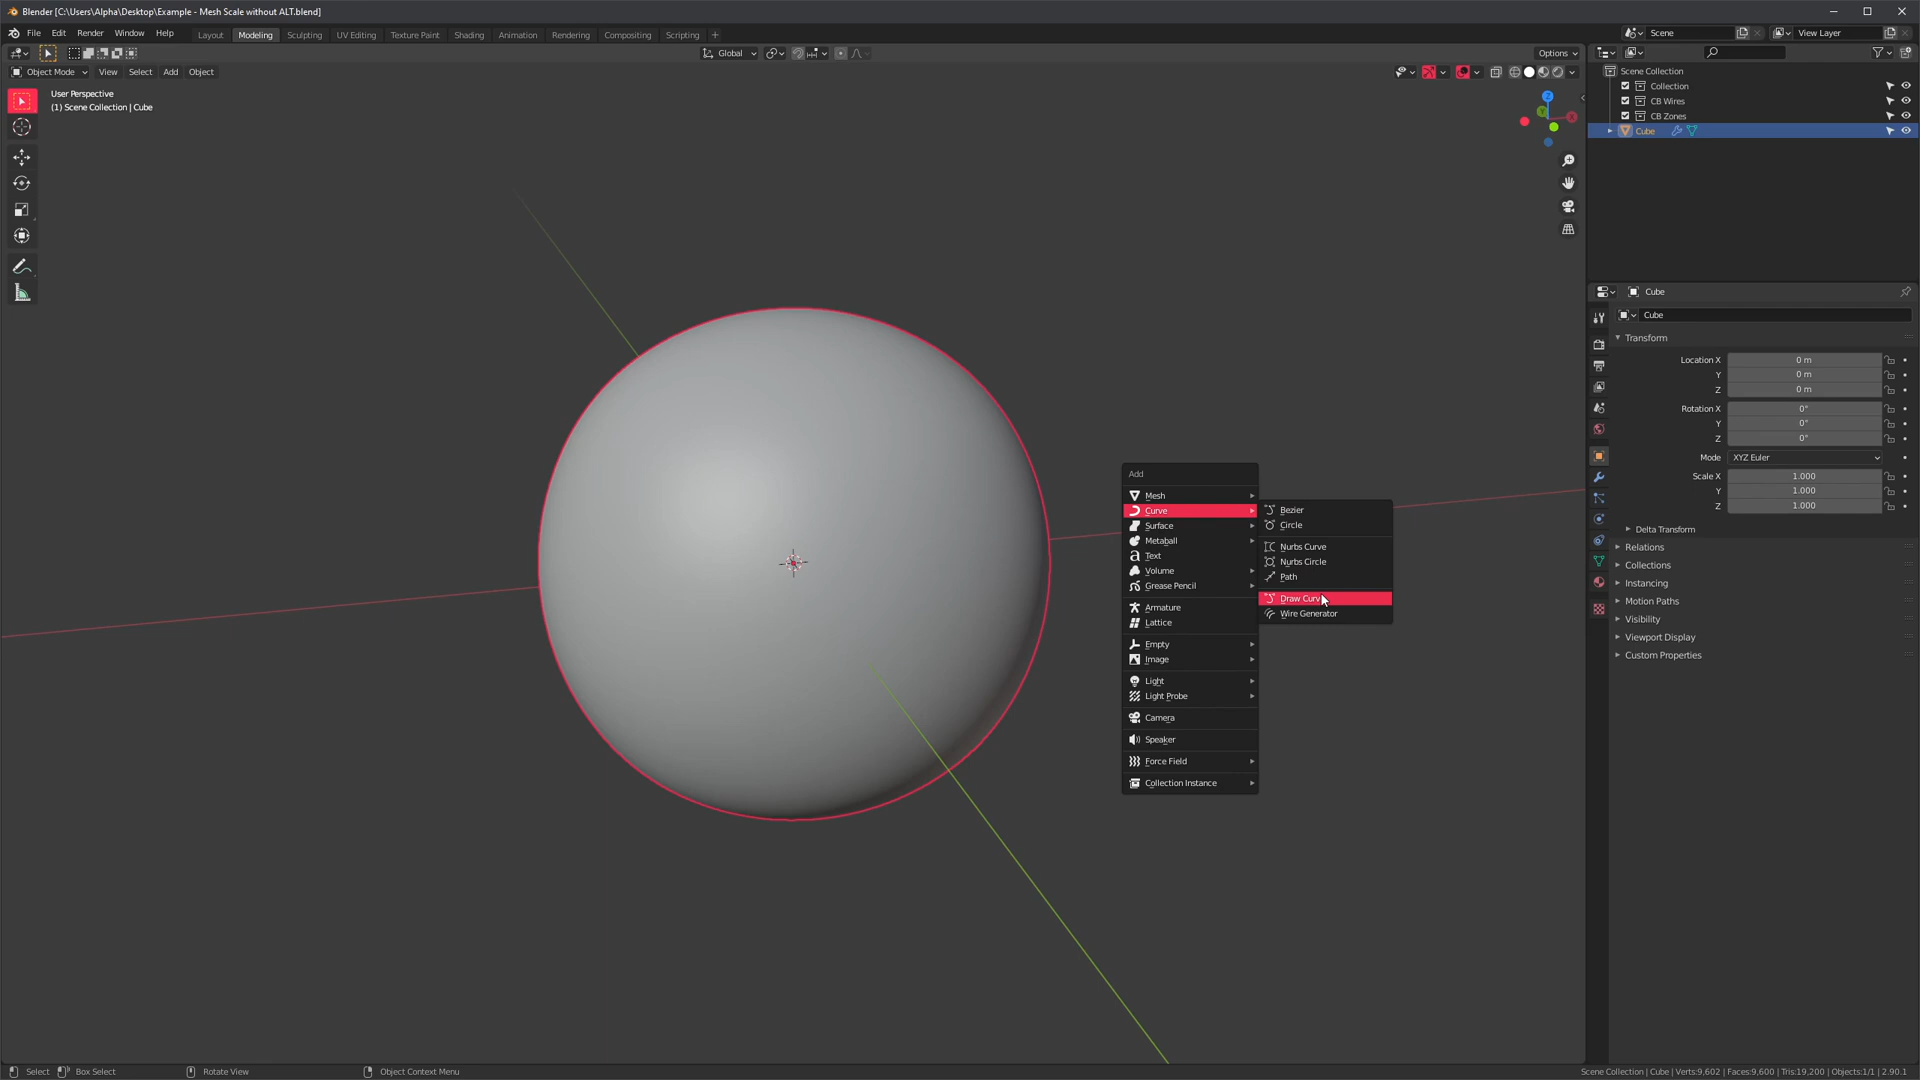 Blender [C:\Users\Alpha\Desktop\Example - Mesh Scale without ALT.blend]
File Edit Render Window Help Layout Modeling Sculpting UV Editing Texture Paint Shading Animation Rendering Compositing Scripting + Scene View Layer
Global Options
Object Mode View Select Add Object
User Perspective
(1) Scene Collection | Cube
Z
Y
X
Add
Mesh
Curve
Surface
Metaball
Text
Volume
Grease Pencil
Armature
Lattice
Empty
Image
Light
Light Probe
Camera
Speaker
Force Field
Collection Instance
Bezier
Circle
Nurbs Curve
Nurbs Circle
Path
Draw Curve
Wire Generator
Scene Collection
Collection
CB Wires
CB Zones
Cube
Cube
Cube
Transform
Location X 0 m
Y 0 m
Z 0 m
Rotation X 0°
Y 0°
Z 0°
Mode XYZ Euler
Scale X 1.000
Y 1.000
Z 1.000
Delta Transform
Relations
Collections
Instancing
Motion Paths
Visibility
Viewport Display
Custom Properties
Select Box Select Rotate View Object Context Menu Scene Collection | Cube | Verts:9,602 | Faces:9,600 | Tris:19,200 | Objects:1/1 | 2.90.1